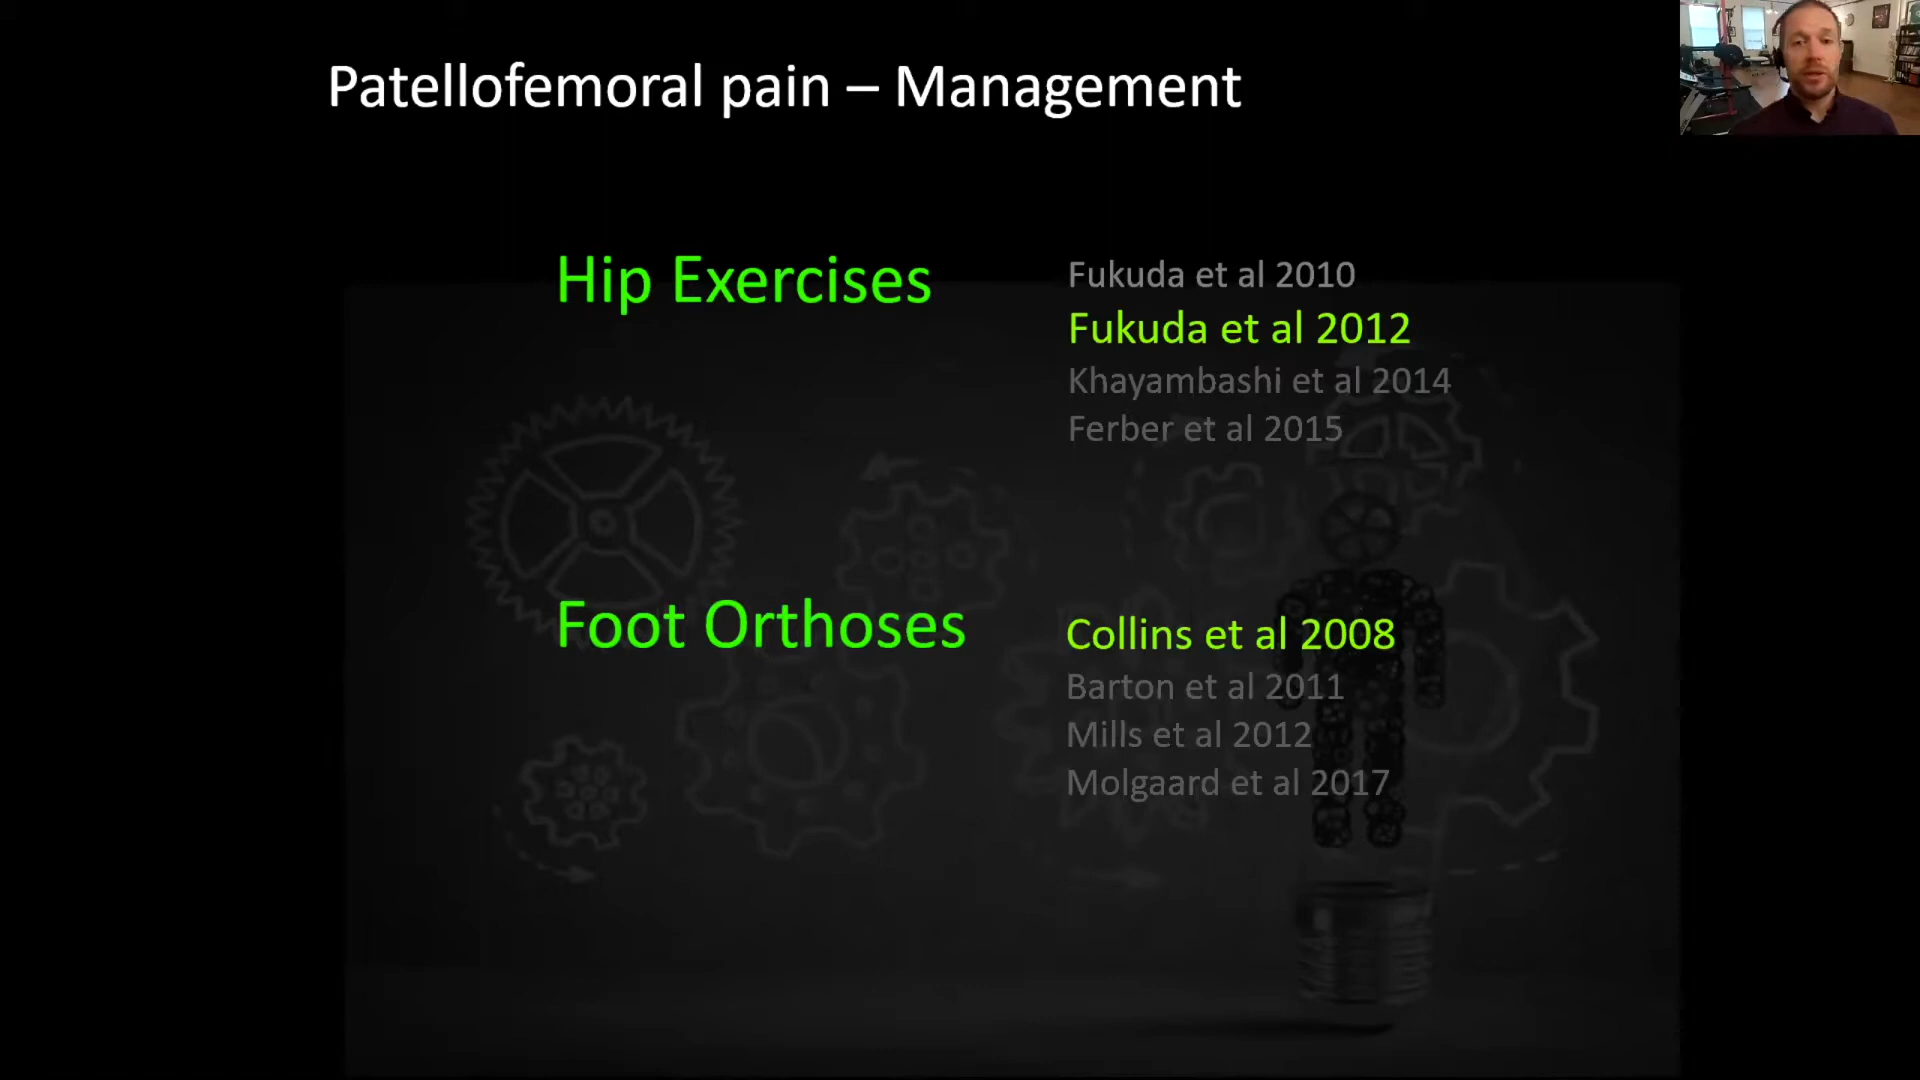 Patellofemoral pain – Management
Hip Exercises
Fukuda et al 2010
Fukuda et al 2012
Khayambashi et al 2014
Ferber et al 2015
Foot Orthoses
Collins et al 2008
Barton et al 2011
Mills et al 2012
Molgaard et al 2017